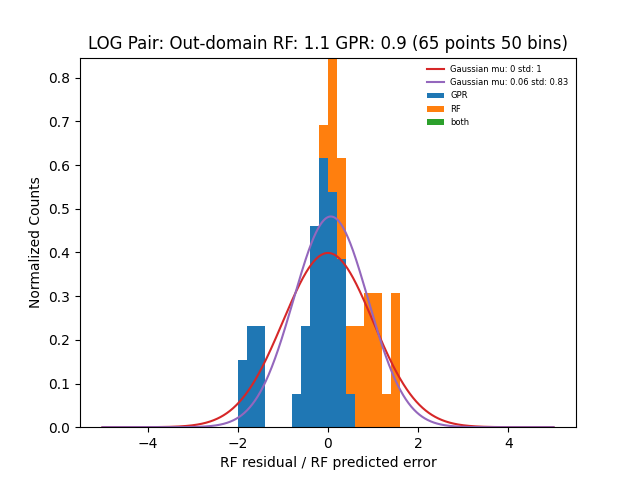 LOG Pair: Out-domain RF: 1.1 GPR: 0.9 (65 points 50 bins)
Gaussian mu: 0 std: 1
Gaussian mu: 0.06 std: 0.83
GPR
RF
both
Normalized Counts
0.8
0.7
0.6
0.5
0.4
0.3
0.2
0.1
0.0
−4
−2
0
2
4
RF residual / RF predicted error